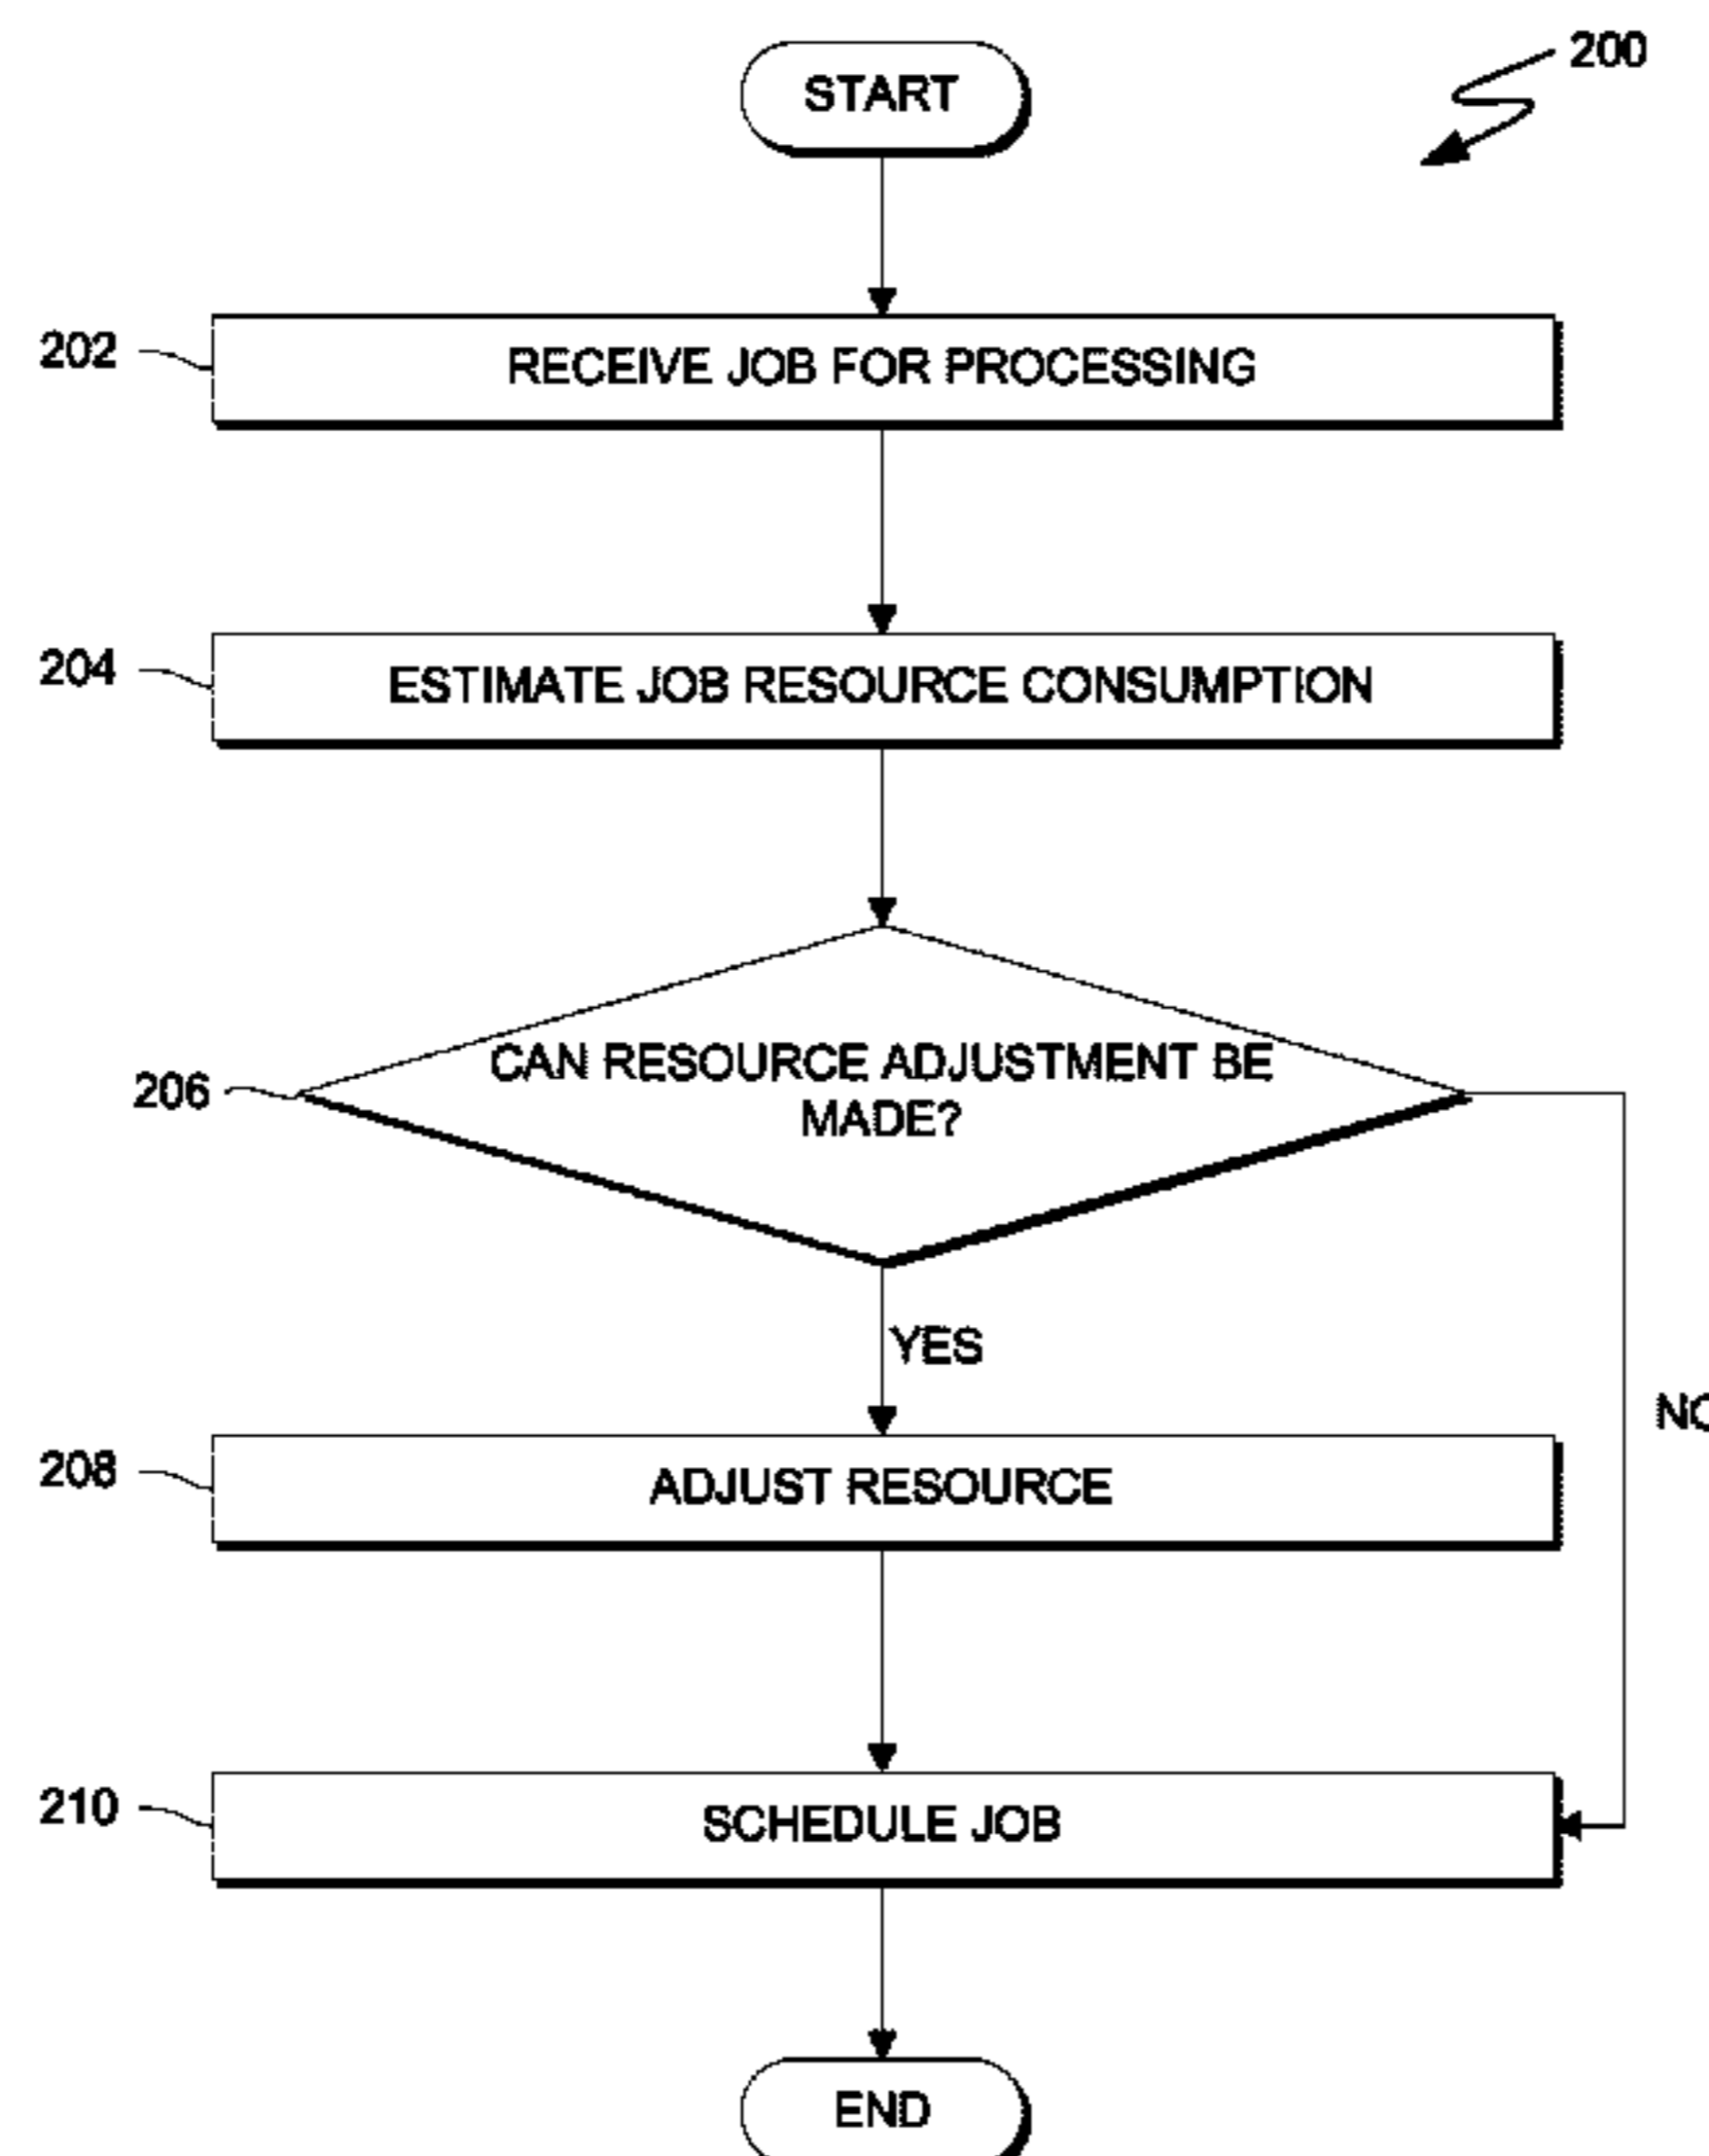 START
200
202
RECEIVE JOB FOR PROCESSING
204
ESTIMATE JOB RESOURCE CONSUMPTION
206
CAN RESOURCE ADJUSTMENT BE
MADE?
YES
NO
208
ADJUST RESOURCE
210
SCHEDULE JOB
END